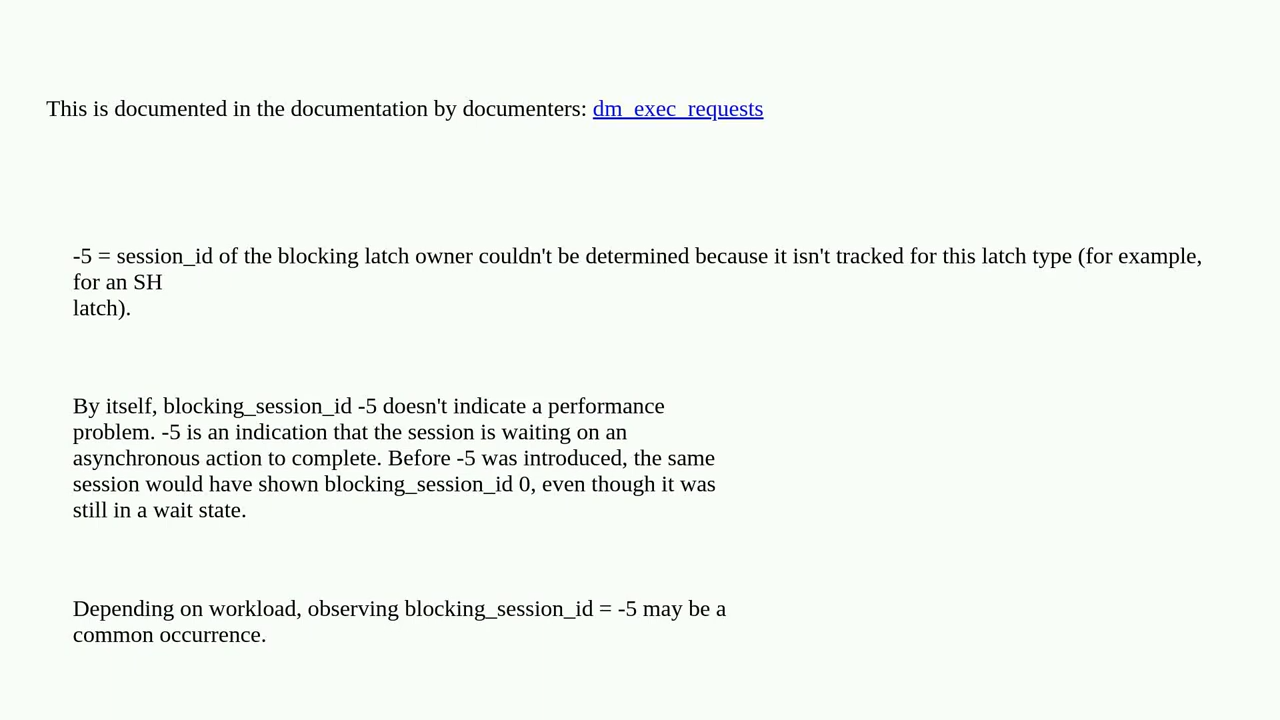 This is documented in the documentation by documenters: dm_exec_requests
-5 = session_id of the blocking latch owner couldn't be determined because it isn't tracked for this latch type (for example,
for an SH
latch).
By itself, blocking_session_id -5 doesn't indicate a performance
problem. -5 is an indication that the session is waiting on an
asynchronous action to complete. Before -5 was introduced, the same
session would have shown blocking_session_id 0, even though it was
still in a wait state.
Depending on workload, observing blocking_session_id = -5 may be a
common occurrence.